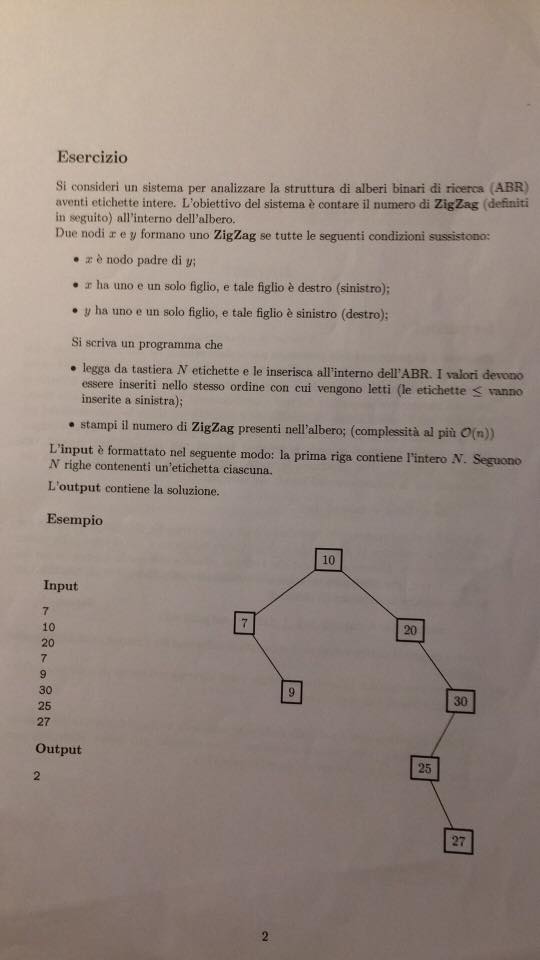 Esercizio
Si consideri un sistema per analizzare la struttura di alberi binari di ricerca (ABR)
aventi etichette intere. L'obiettivo del sistema è contare il numero di ZigZag (definiti
in seguito) all'interno dell'albero.
Due nodi x e y formano uno ZigZag se tutte le seguenti condizioni sussistono:
• x è nodo padre di y;
• x ha uno e un solo figlio, e tale figlio è destro (sinistro);
• y ha uno e un solo figlio, e tale figlio è sinistro (destro);
Si scriva un programma che
• legga da tastiera N etichette e le inserisca all'interno dell'ABR. I valori devono
essere inseriti nello stesso ordine con cui vengono letti (le etichette ≤ vanno
inserite a sinistra);
• stampi il numero di ZigZag presenti nell'albero; (complessità al più O(n))
L'input è formattato nel seguente modo: la prima riga contiene l'intero N. Seguono
N righe contenenti un'etichetta ciascuna.
L'output contiene la soluzione.
Esempio
Input
7
10
20
7
9
30
25
27
Output
2
10
7
20
9
30
25
27
2